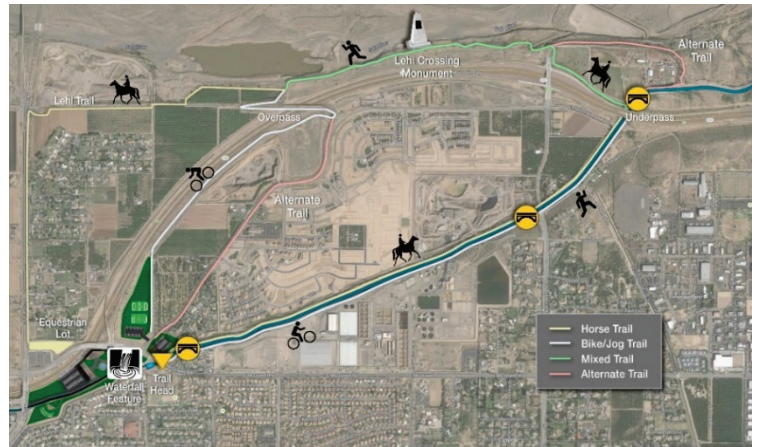 Alternate
Trail
Lehi Crossing
Monument
Lehi Trail
Overpass
Underpass
Alternate
Trail
Equestrian
Lot
Waterfall
Feature
Trail
Head
Horse Trail
Bike/Jog Trail
Mixed Trail
Alternate Trail